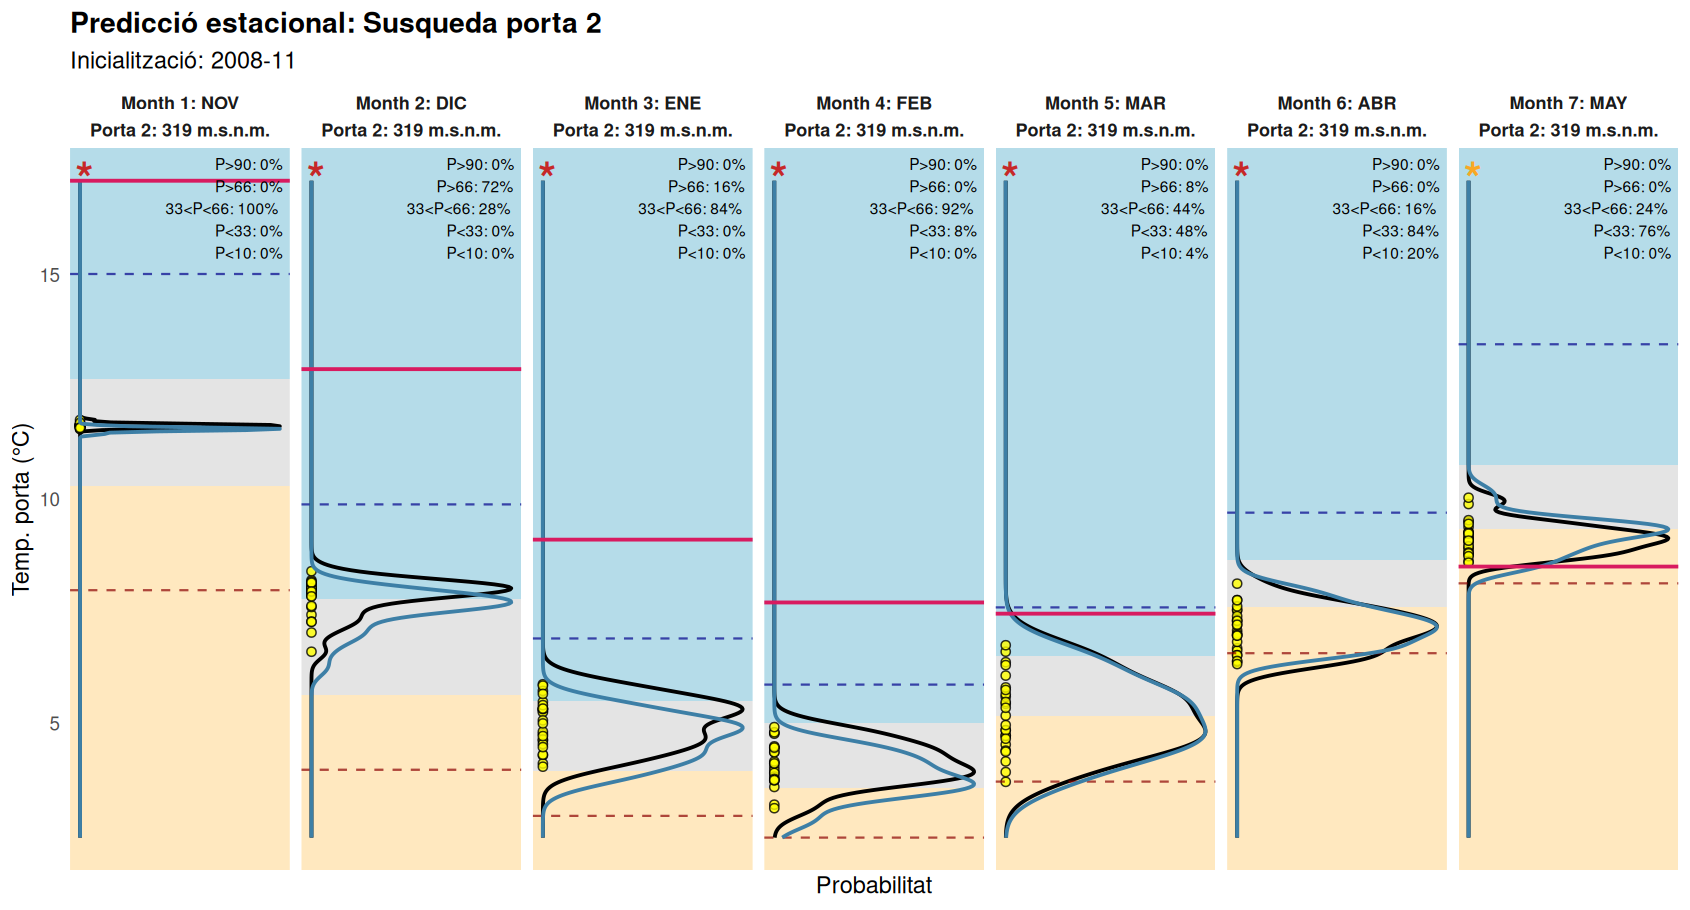 Predicció estacional: Susqueda porta 2
Inicialització: 2008-11
Month 1: NOV
Porta 2: 319 m.s.n.m.
Month 2: DIC
Porta 2: 319 m.s.n.m.
Month 3: ENE
Porta 2: 319 m.s.n.m.
Month 4: FEB
Porta 2: 319 m.s.n.m.
Month 5: MAR
Porta 2: 319 m.s.n.m.
Month 6: ABR
Porta 2: 319 m.s.n.m.
Month 7: MAY
Porta 2: 319 m.s.n.m.
*
P>90: 0%
P>66: 0%
33<P<66: 100%
P<33: 0%
P<10: 0%
*
P>90: 0%
P>66: 72%
33<P<66: 28%
P<33: 0%
P<10: 0%
*
P>90: 0%
P>66: 16%
33<P<66: 84%
P<33: 0%
P<10: 0%
*
P>90: 0%
P>66: 0%
33<P<66: 92%
P<33: 8%
P<10: 0%
*
P>90: 0%
P>66: 8%
33<P<66: 44%
P<33: 48%
P<10: 4%
*
P>90: 0%
P>66: 0%
33<P<66: 16%
P<33: 84%
P<10: 20%
*
P>90: 0%
P>66: 0%
33<P<66: 24%
P<33: 76%
P<10: 0%
15
10
5
Temp. porta (°C)
Probabilitat